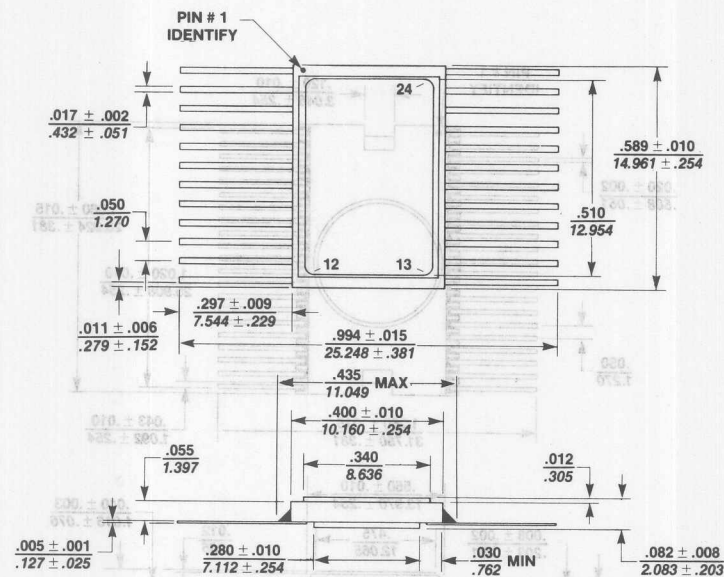 PIN # 1
IDENTIFY
24
.017 ± .002
.432 ± .051
.589 ± .010
14.961 ± .254
.050
1.270
.510
12.954
12
13
.297 ± .009
7.544 ± .229
.011 ± .006
.279 ± .152
.994 ± .015
25.248 ± .381
.435
11.049
MAX
.400 ± .010
10.160 ± .254
.055
1.397
.340
8.636
.012
.305
.005 ± .001
.127 ± .025
.280 ± .010
7.112 ± .254
.030
.762
MIN
.082 ± .008
2.083 ± .203